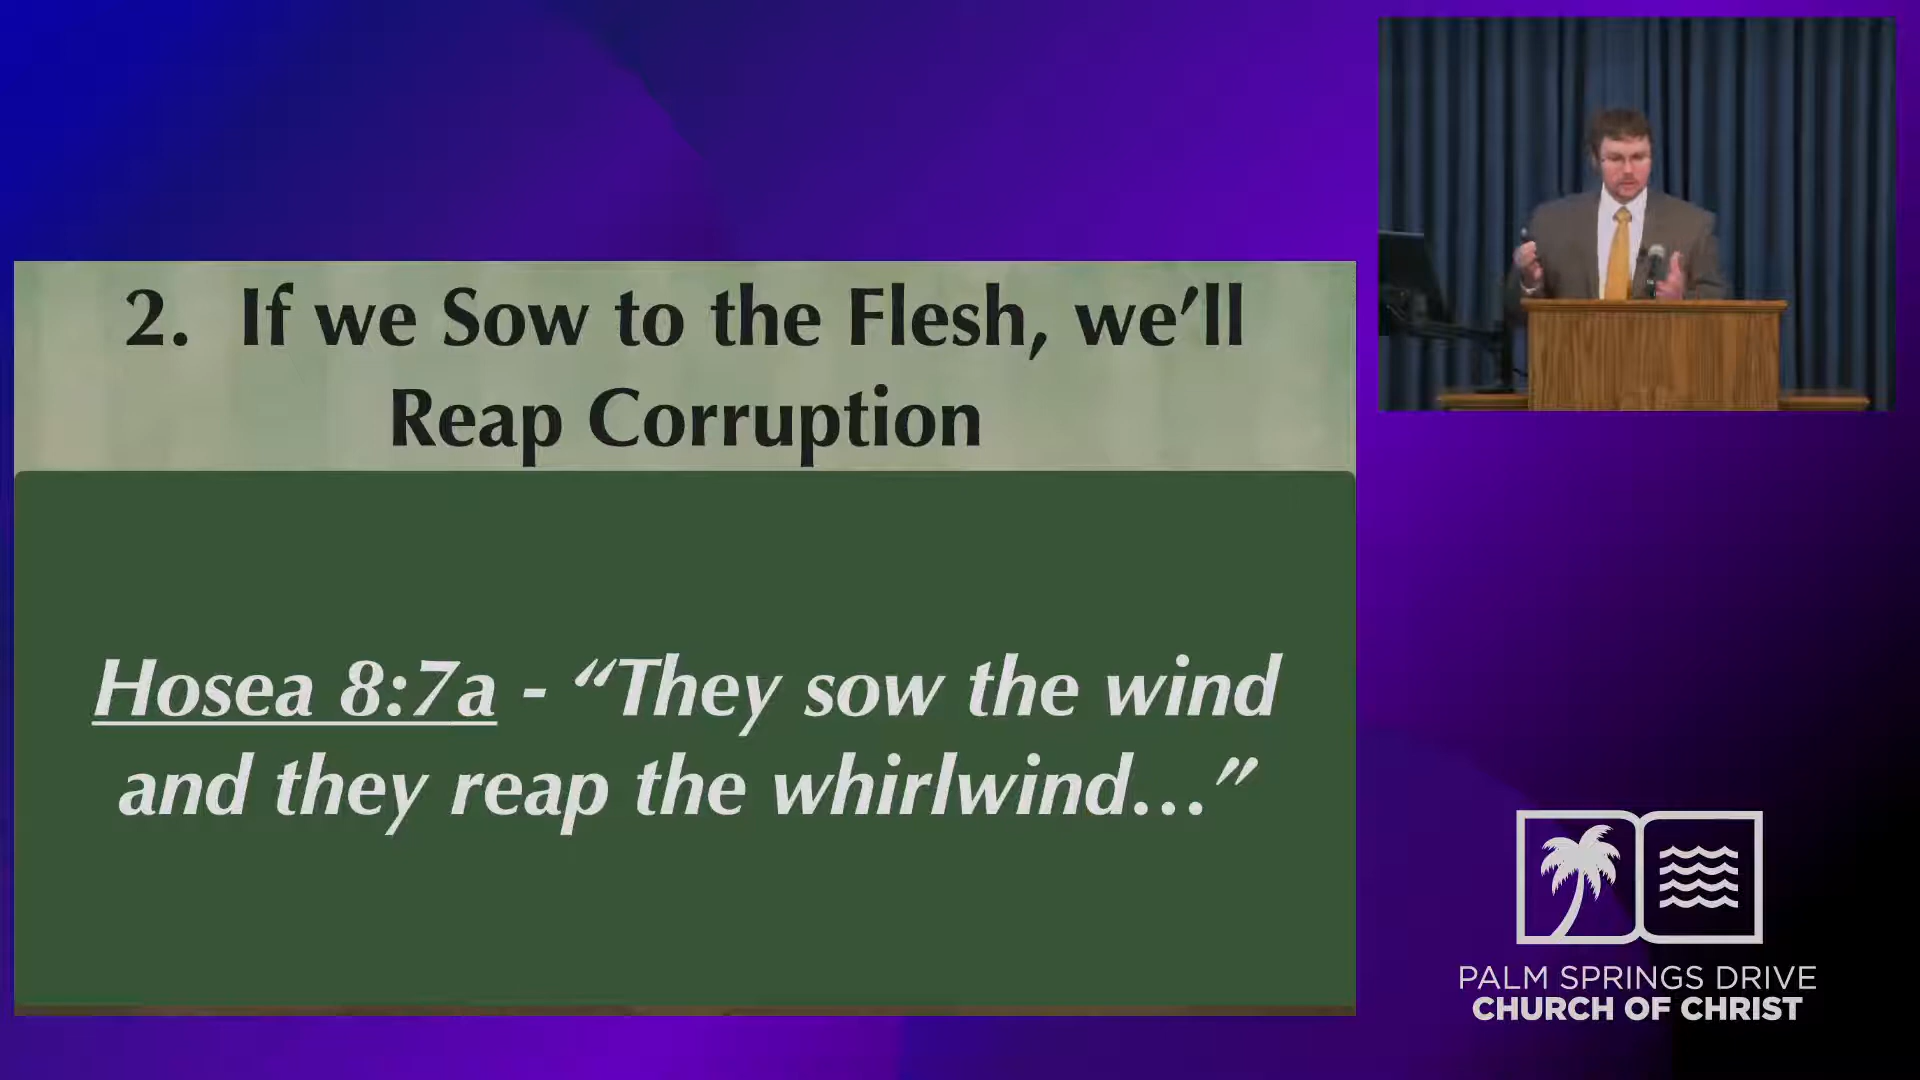 2. If we Sow to the Flesh, we’ll
Reap Corruption
Hosea 8:7a - “They sow the wind
and they reap the whirlwind…”
PALM SPRINGS DRIVE
CHURCH OF CHRIST